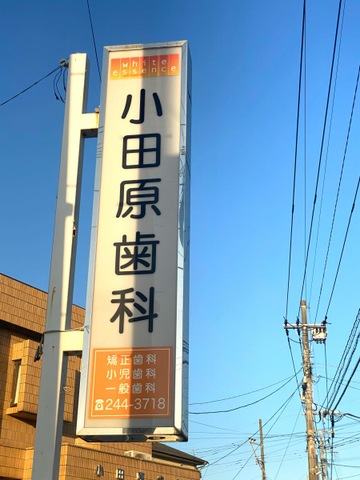 white
essence
小田原歯科
矯正歯科
小児歯科
一般歯科
☎244-3718